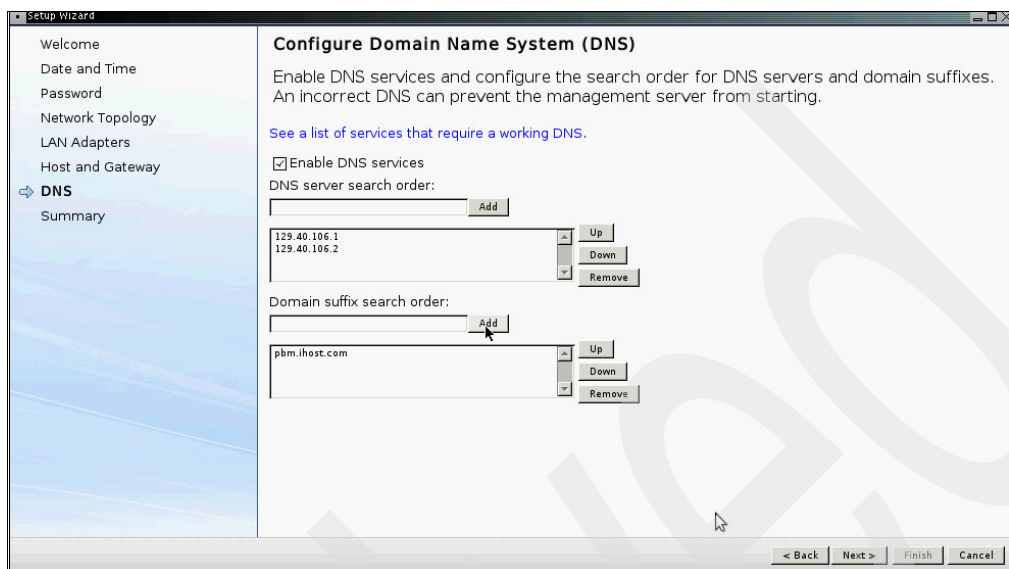 Setup Wizard
Welcome
Date and Time
Password
Network Topology
LAN Adapters
Host and Gateway
DNS
Summary
Configure Domain Name System (DNS)
Enable DNS services and configure the search order for DNS servers and domain suffixes.
An incorrect DNS can prevent the management server from starting.
See a list of services that require a working DNS.
Enable DNS services
DNS server search order:
Add
129.40.106.1
129.40.106.2
Up
Down
Remove
Domain suffix search order:
Add
pbm.ihost.com
Up
Down
Remove
< Back
Next >
Finish
Cancel